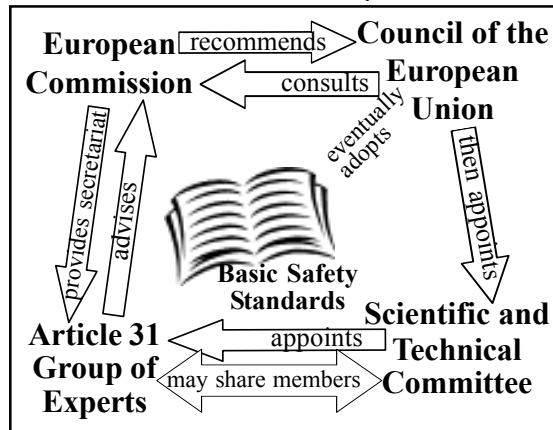 European
Commission
recommends
Council of the
European
Union
consults
eventually
adopts
then appoints
provides secretariat
advises
Basic Safety
Standards
Article 31
Group of
Experts
appoints
may share members
Scientific and
Technical
Committee